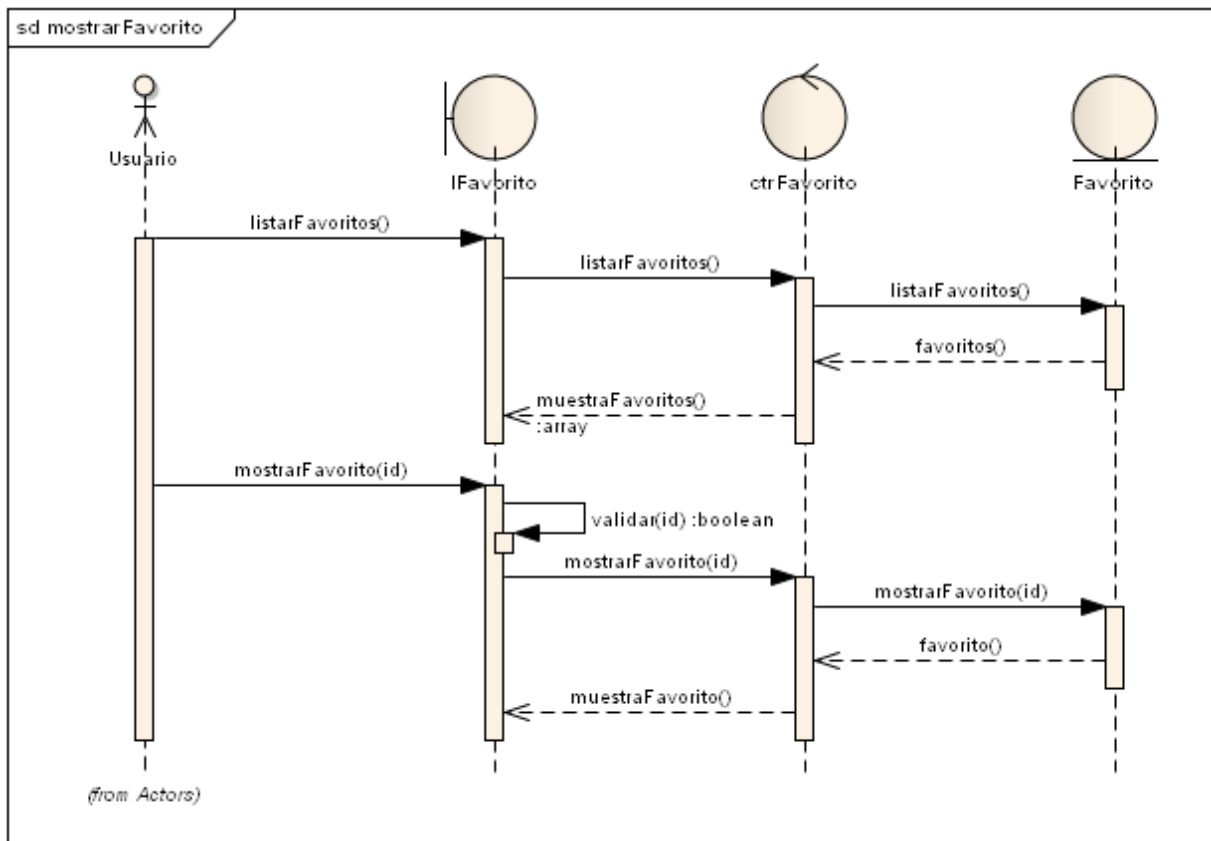 sd mostrarFavorito
Usuario
IFavorito
ctrFavorito
Favorito
listarFavoritos()
listarFavoritos()
listarFavoritos()
favoritos()
muestraFavoritos()
:array
mostrarFavorito(id)
validar(id) :boolean
mostrarFavorito(id)
mostrarFavorito(id)
favorito()
muestraFavorito()
(from Actors)